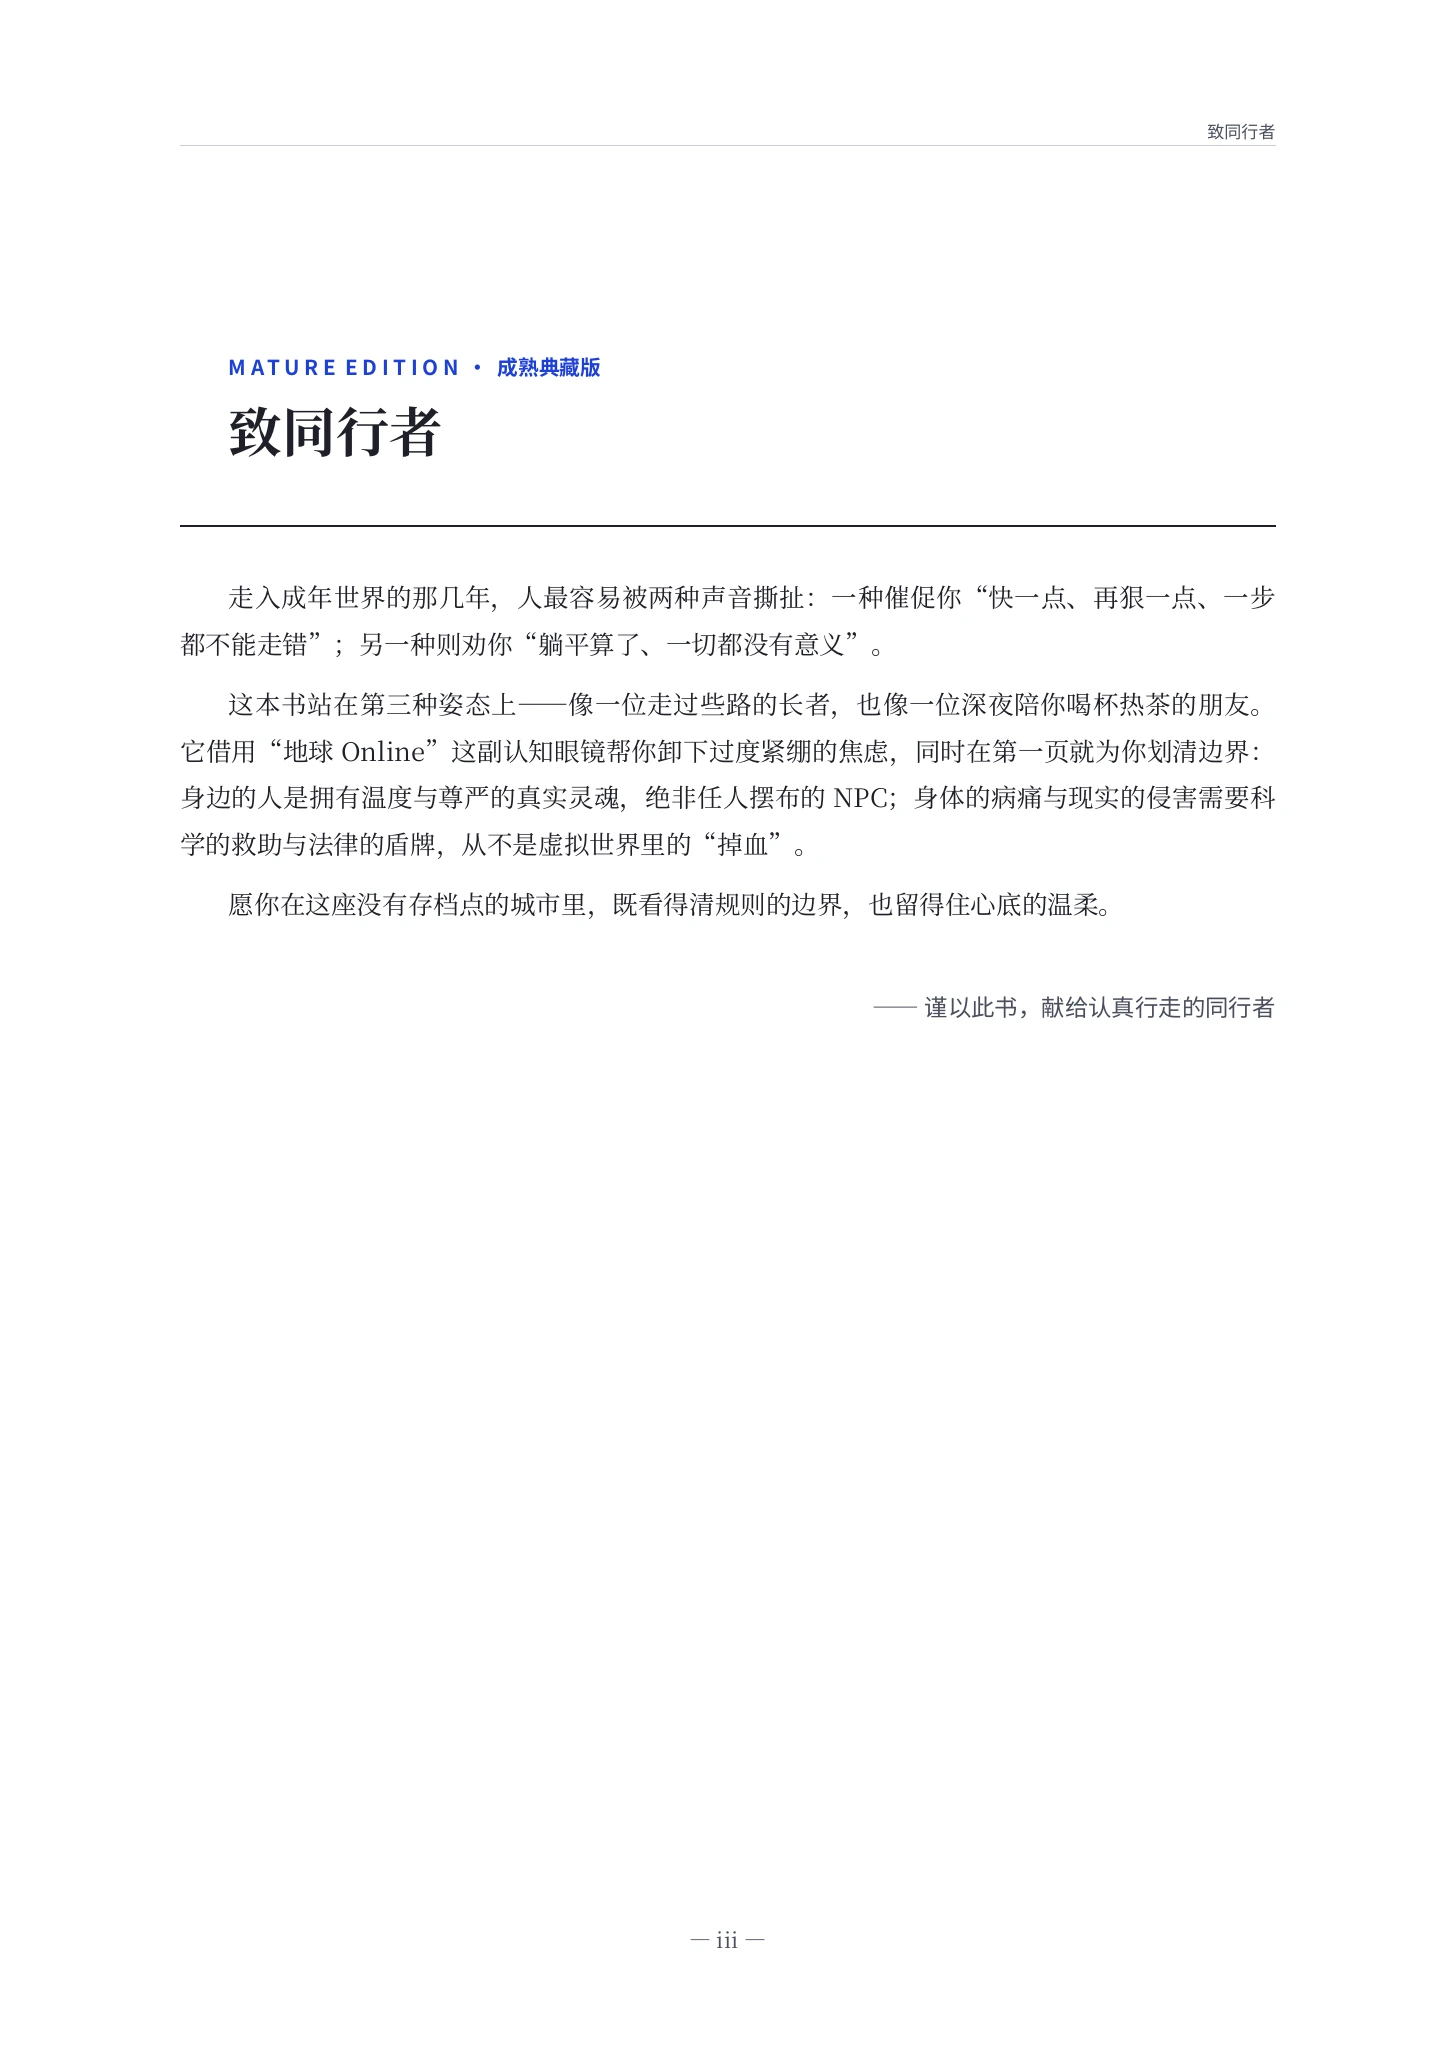 致同行者
MATURE EDITION · 成熟典藏版
致同行者
走入成年世界的那几年，人最容易被两种声音撕扯：一种催促你“快一点、再狠一点、一步
都不能走错”；另一种则劝你“躺平算了、一切都没有意义”。
这本书站在第三种姿态上——像一位走过些路的长者，也像一位深夜陪你喝杯热茶的朋友。
它借用“地球 Online”这副认知眼镜帮你卸下过度紧绷的焦虑，同时在第一页就为你划清边界：
身边的人是拥有温度与尊严的真实灵魂，绝非任人摆布的 NPC；身体的病痛与现实的侵害需要科
学的救助与法律的盾牌，从不是虚拟世界里的“掉血”。
愿你在这座没有存档点的城市里，既看得清规则的边界，也留得住心底的温柔。
—— 谨以此书，献给认真行走的同行者
— iii —